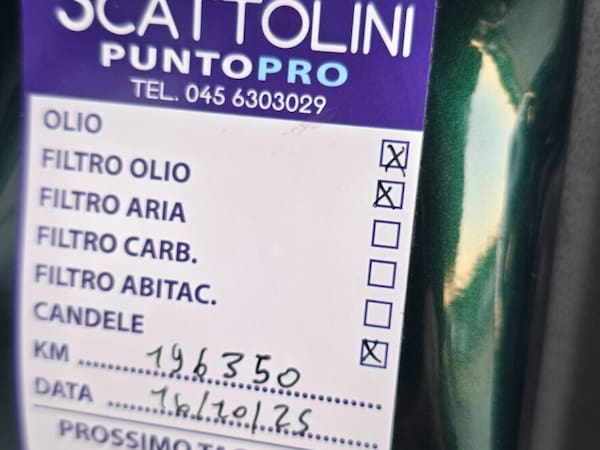 SCATTOLINI
PUNTOPRO
TEL. 045 6303029
OLIO
FILTRO OLIO
FILTRO ARIA
FILTRO CARB.
FILTRO ABITAC.
CANDELE
KM 196350
DATA 16/10/25
PROSSIMO